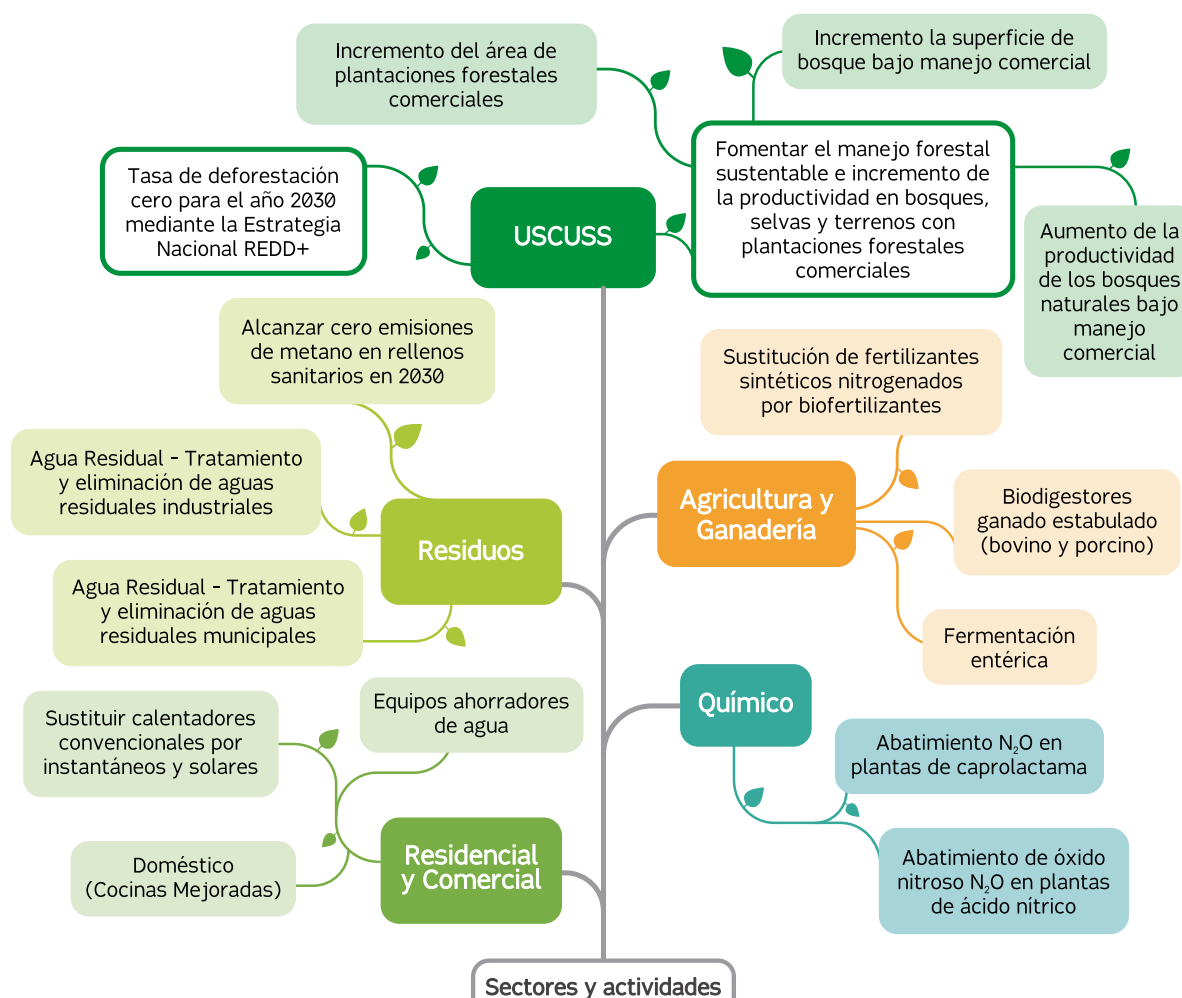 Incremento del área de
plantaciones forestales
comerciales
Incremento la superficie de
bosque bajo manejo comercial
Tasa de deforestación
cero para el año 2030
mediante la Estrategia
Nacional REDD+
USCUSS
Fomentar el manejo forestal
sustentable e incremento de
la productividad en bosques,
selvas y terrenos con
plantaciones forestales
comerciales
Aumento de la
productividad
de los bosques
naturales bajo
manejo
comercial
Alcanzar cero emisiones
de metano en rellenos
sanitarios en 2030
Agua Residual - Tratamiento
y eliminación de aguas
residuales industriales
Residuos
Agua Residual - Tratamiento
y eliminación de aguas
residuales municipales
Sustitución de fertilizantes
sintéticos nitrogenados
por biofertilizantes
Agricultura y
Ganadería
Biodigestores
ganado estabulado
(bovino y porcino)
Fermentación
entérica
Sustituir calentadores
convencionales por
instantáneos y solares
Equipos ahorradores
de agua
Doméstico
(Cocinas Mejoradas)
Residencial
y Comercial
Químico
Abatimiento N₂O en
plantas de caprolactama
Abatimiento de óxido
nitroso N₂O en plantas
de ácido nítrico
Sectores y actividades